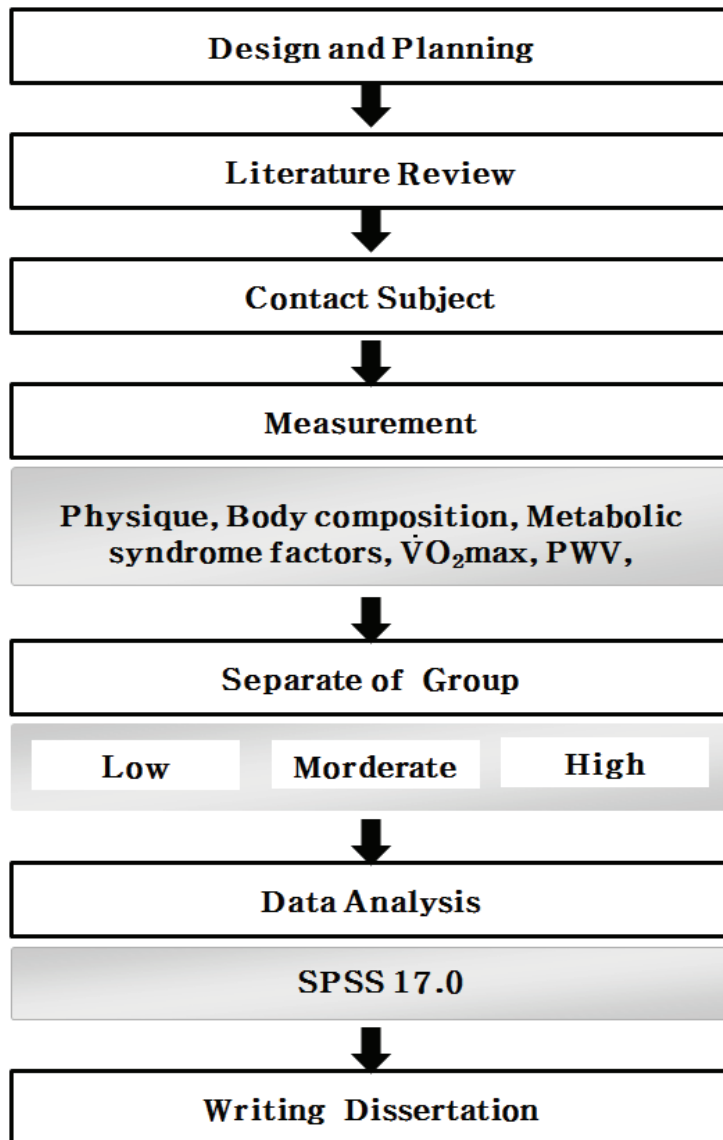 Design and Planning
Literature Review
Contact Subject
Measurement
Physique, Body composition, Metabolic
syndrome factors, V̇O₂max, PWV,
Separate of Group
Low
Morderate
High
Data Analysis
SPSS 17.0
Writing Dissertation